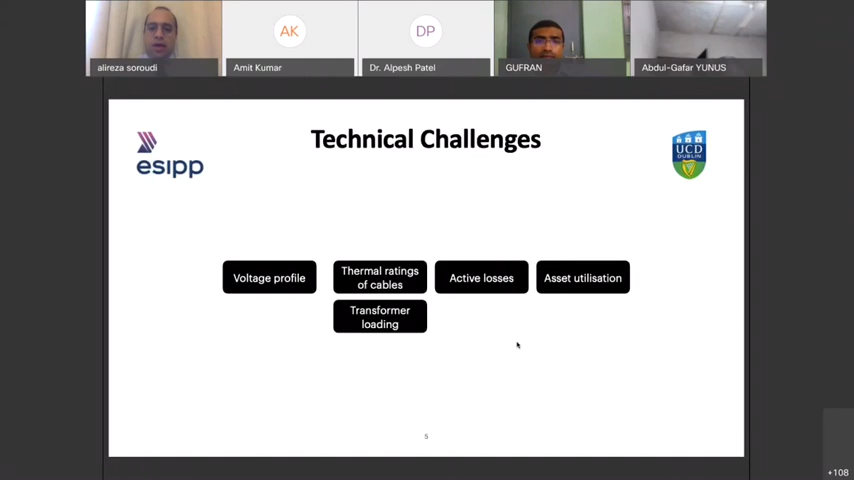 AK
DP
alireza soroudi
Amit Kumar
Dr. Alpesh Patel
GUFRAN
Abdul-Gafar YUNUS
Technical Challenges
esipp
UCD
DUBLIN
Voltage profile
Thermal ratings
of cables
Active losses
Asset utilisation
Transformer
loading
5
+108